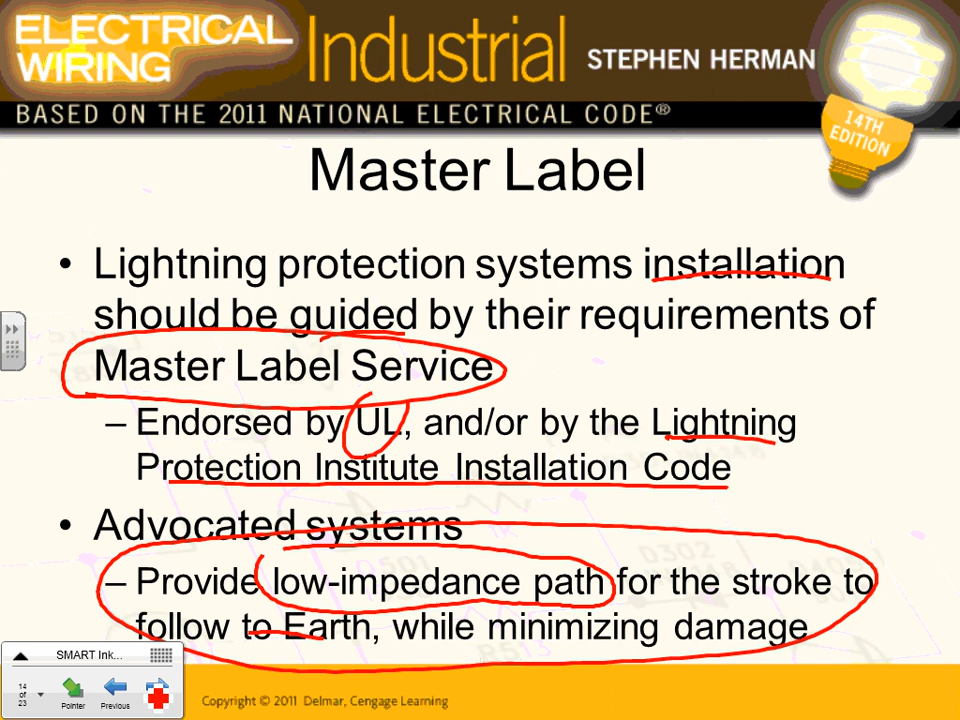 ELECTRICAL
WIRING
Industrial
STEPHEN HERMAN
BASED ON THE 2011 NATIONAL ELECTRICAL CODE®
14TH
EDITION
Master Label
• Lightning protection systems installation
should be guided by their requirements of
Master Label Service
– Endorsed by UL, and/or by the Lightning
Protection Institute Installation Code
• Advocated systems
– Provide low-impedance path for the stroke to
follow to Earth, while minimizing damage
SMART Ink...
14
of
23
Pointer
Previous
Copyright © 2011 Delmar, Cengage Learning